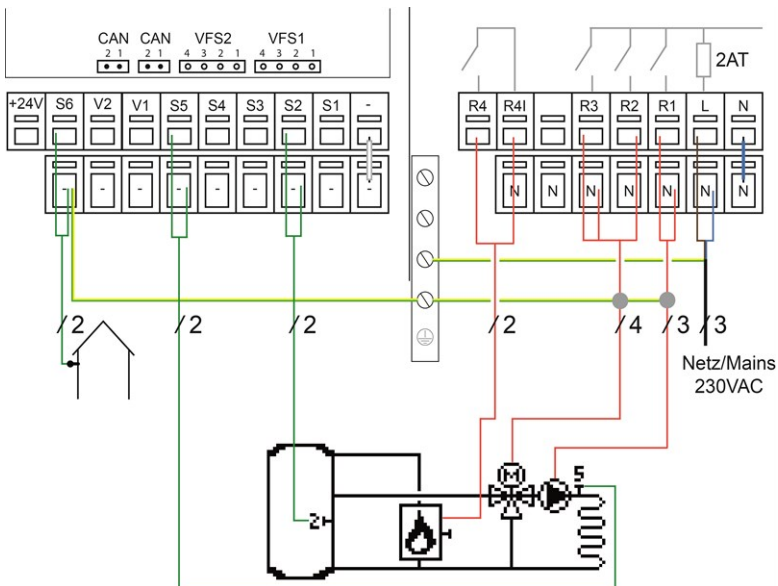 CAN CAN VFS2 VFS1
2 1 2 1 4 3 2 1 4 3 2 1
2AT
+24V S6 V2 V1 S5 S4 S3 S2 S1 - R4 R4I R3 R2 R1 L N
- - - - - - - - - N N N N N N N
2 2 2 2 4 3 3
Netz/Mains
230VAC
M
S
2